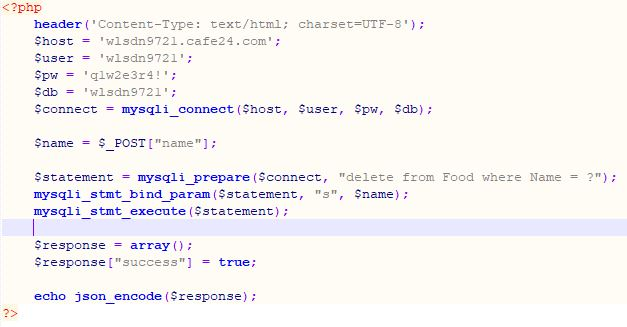 <?php
header('Content-Type: text/html; charset=UTF-8');
$host = 'wlsdn9721.cafe24.com';
$user = 'wlsdn9721';
$pw = 'q1w2e3r4!';
$db = 'wlsdn9721';
$connect = mysqli_connect($host, $user, $pw, $db);
$name = $_POST["name"];
$statement = mysqli_prepare($connect, "delete from Food where Name = ?");
mysqli_stmt_bind_param($statement, "s", $name);
mysqli_stmt_execute($statement);
$response = array();
$response["success"] = true;
echo json_encode($response);
?>